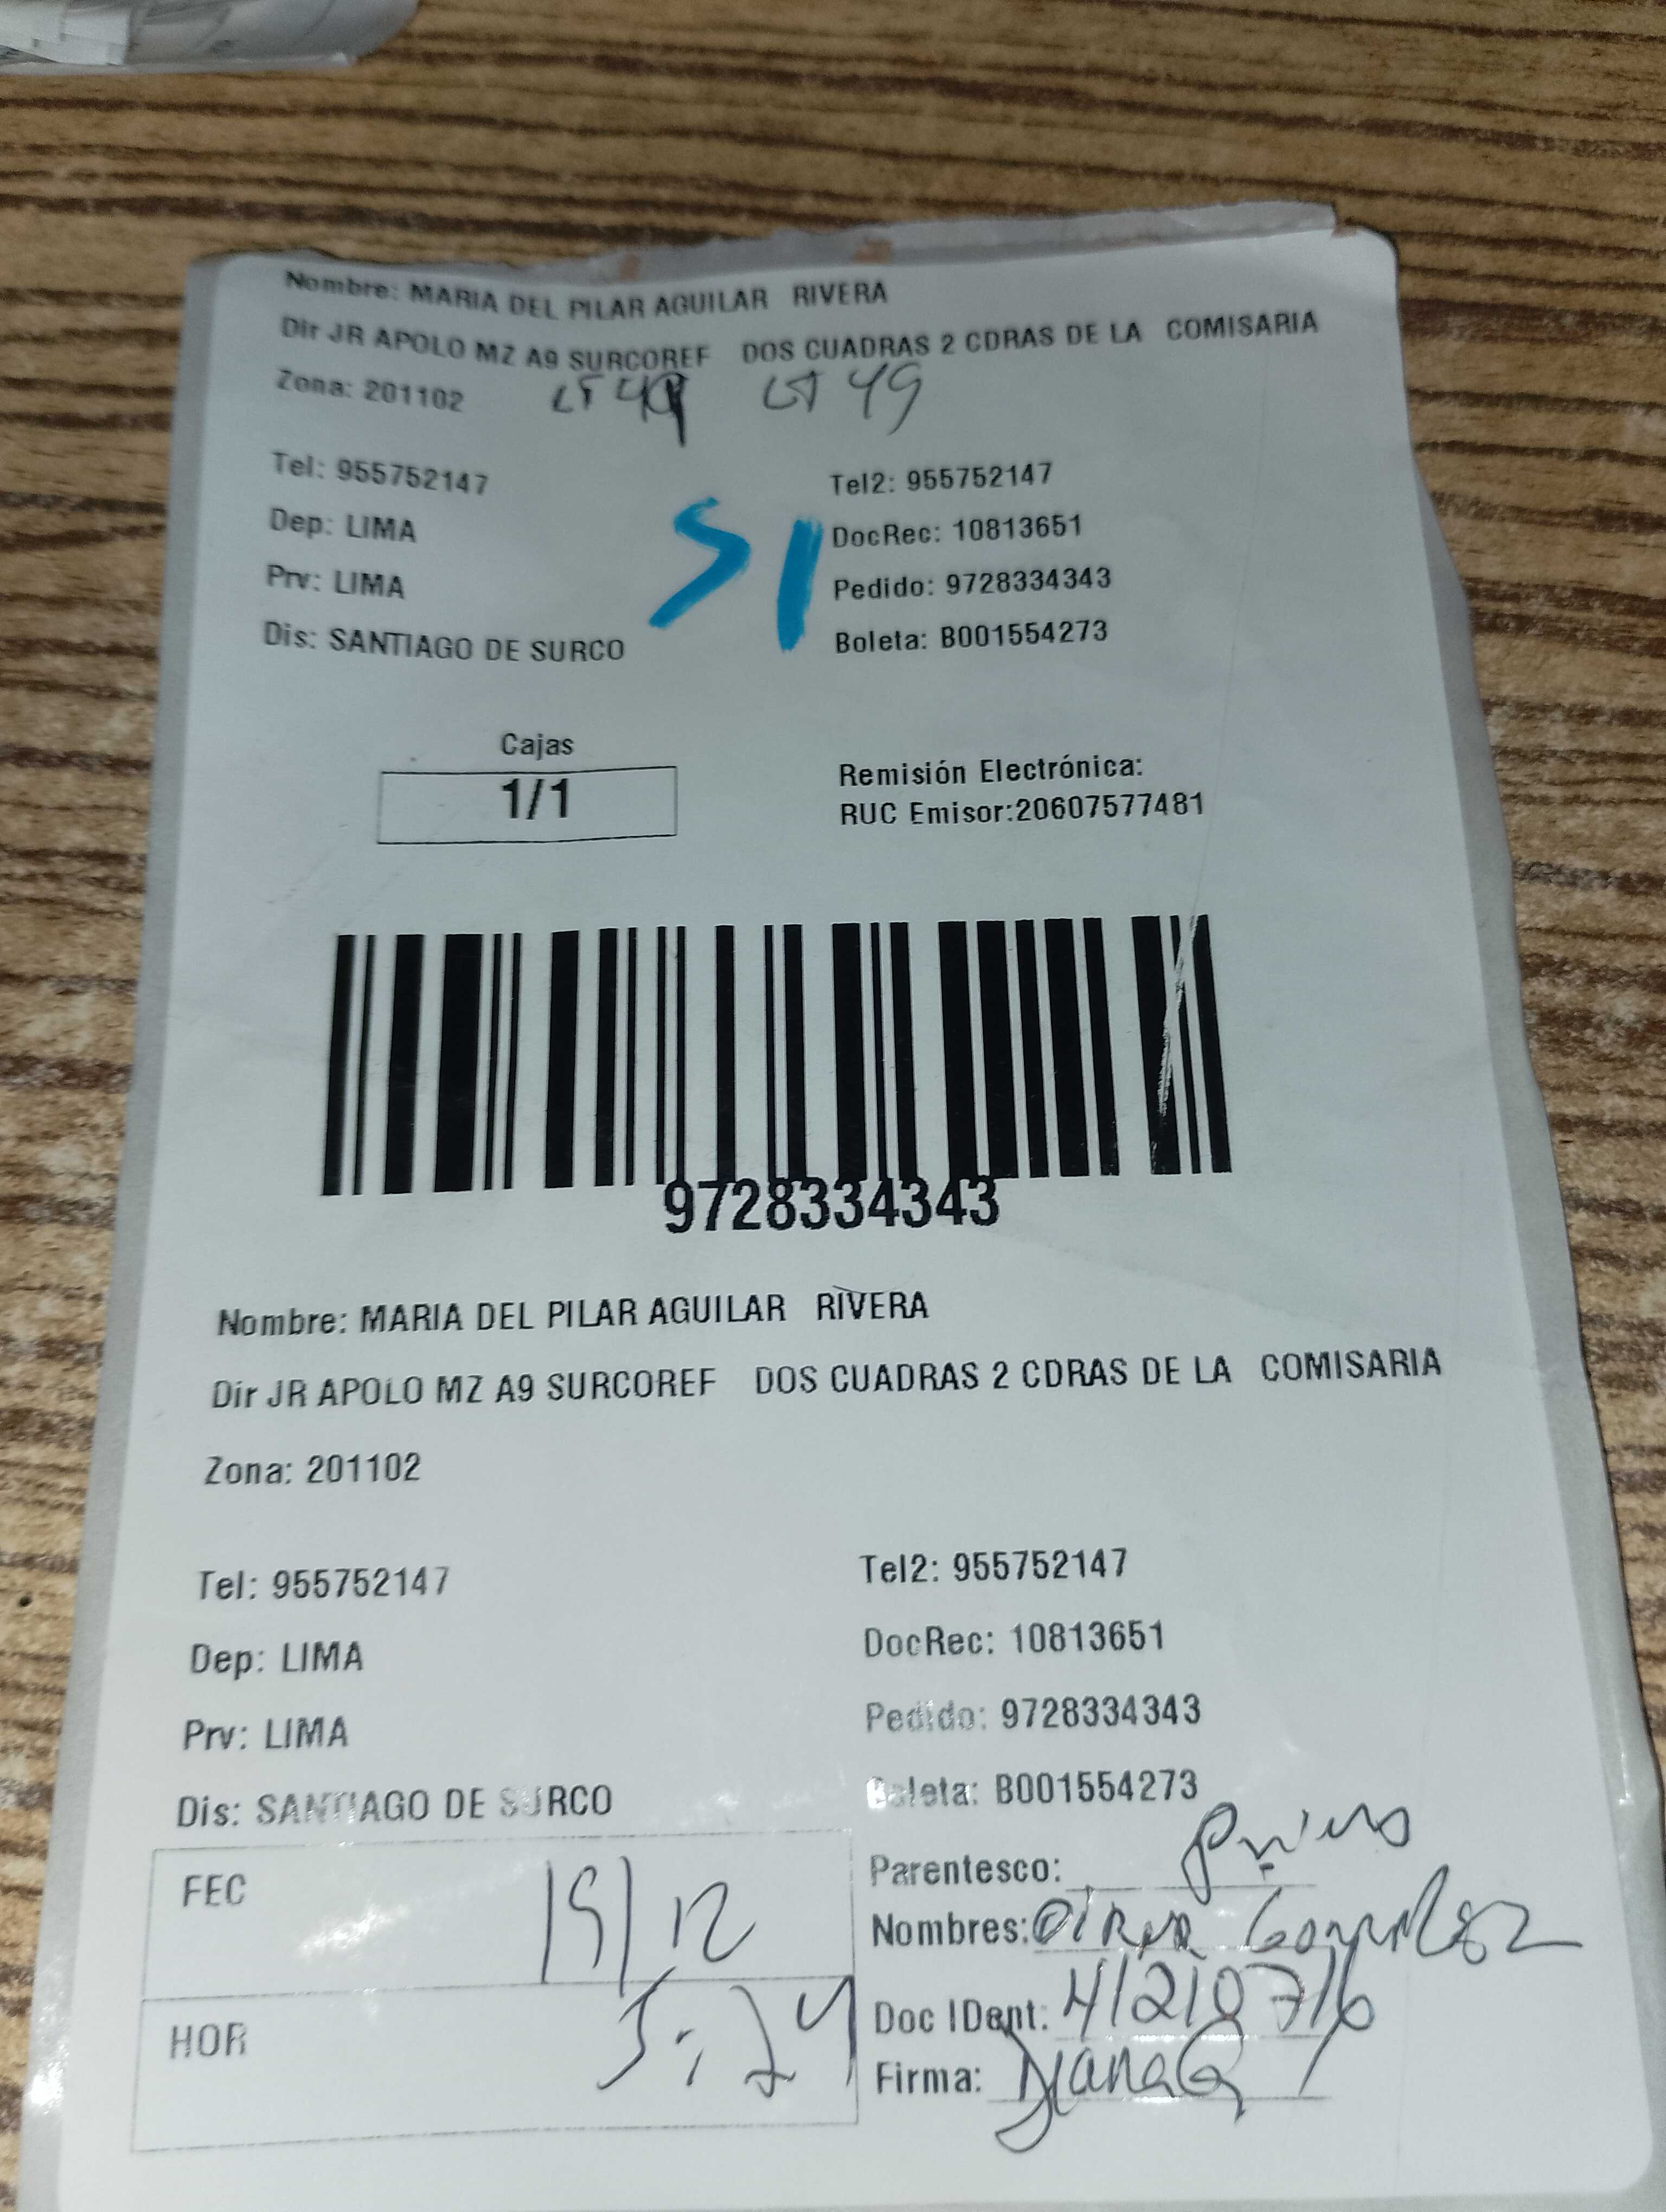 Nombre: MARIA DEL PILAR AGUILAR RIVERA
Dir JR APOLO MZ A9 SURCOREF DOS CUADRAS 2 CDRAS DE LA COMISARIA
Zona: 201102 LT 49 LT 49
Tel: 955752147 Tel2: 955752147
Dep: LIMA DocRec: 10813651
Prv: LIMA Pedido: 9728334343
Dis: SANTIAGO DE SURCO Boleta: B001554273
SI
Cajas
1/1
Remisión Electrónica:
RUC Emisor:20607577481
9728334343
Nombre: MARIA DEL PILAR AGUILAR RIVERA
Dir JR APOLO MZ A9 SURCOREF DOS CUADRAS 2 CDRAS DE LA COMISARIA
Zona: 201102
Tel: 955752147 Tel2: 955752147
Dep: LIMA DocRec: 10813651
Prv: LIMA Pedido: 9728334343
Dis: SANTIAGO DE SURCO Boleta: B001554273
FEC 19/12
HOR
Parentesco:
Nombres: Gonzalez
Doc IDent: 41210716
Firma: